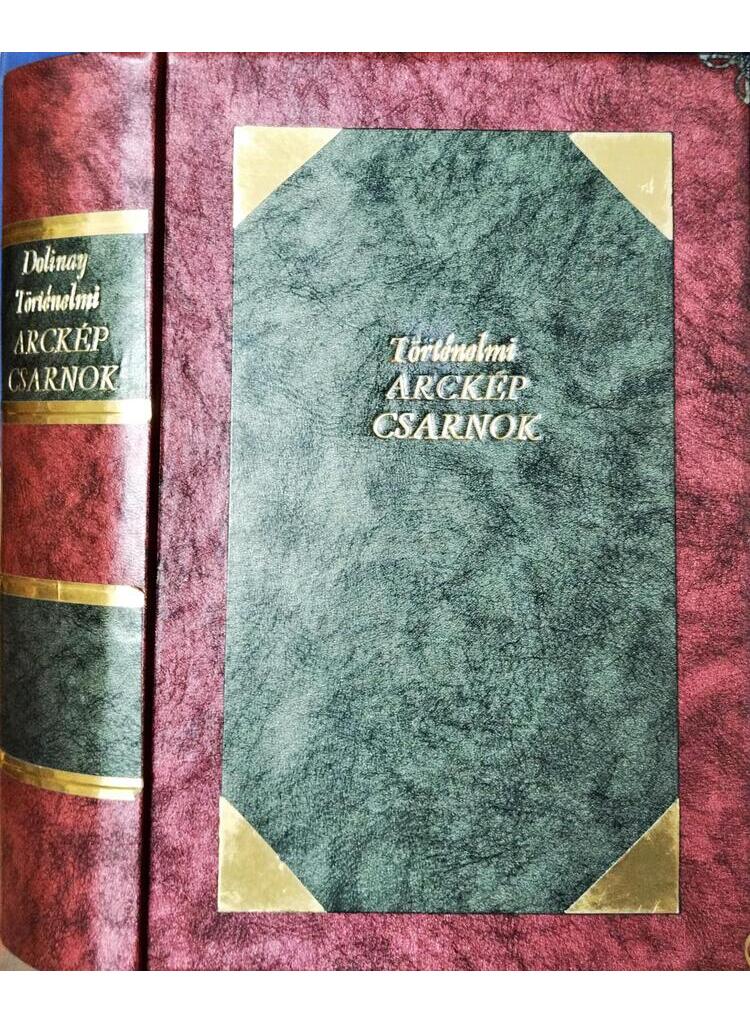 Dolinay
Történelmi
ARCKÉP
CSARNOK
Történelmi
ARCKÉP
CSARNOK